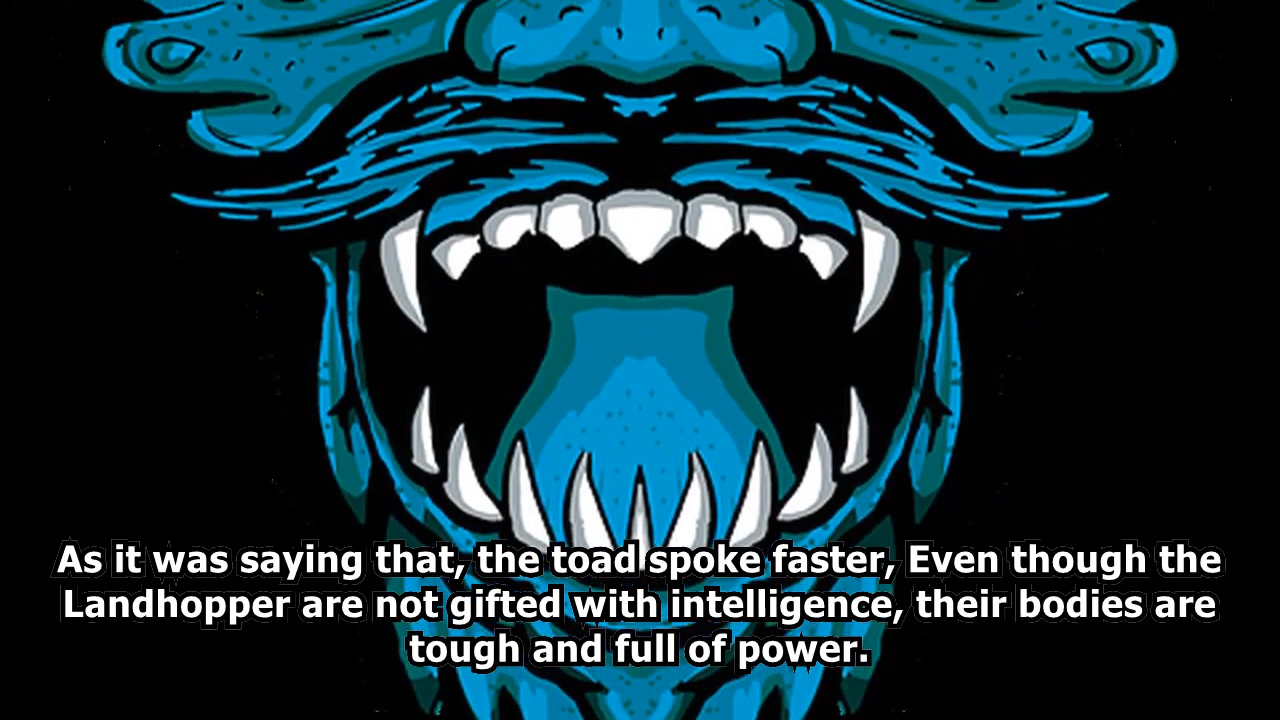 As it was saying that, the toad spoke faster, Even though the
Landhopper are not gifted with intelligence, their bodies are
tough and full of power.